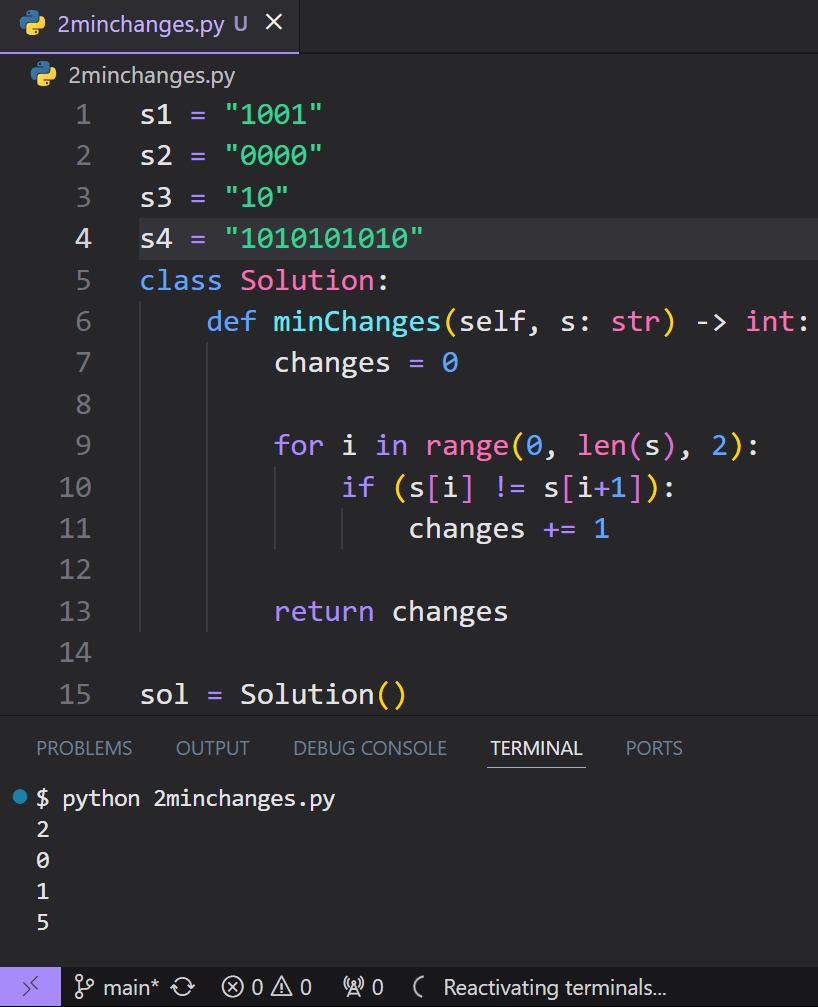 2minchanges.py U ×
2minchanges.py
1 s1 = "1001"
2 s2 = "0000"
3 s3 = "10"
4 s4 = "1010101010"
5 class Solution:
6     def minChanges(self, s: str) -> int:
7         changes = 0
8
9         for i in range(0, len(s), 2):
10             if (s[i] != s[i+1]):
11                 changes += 1
12
13         return changes
14
15 sol = Solution()
PROBLEMS OUTPUT DEBUG CONSOLE TERMINAL PORTS
$ python 2minchanges.py
2
0
1
5
main* 0 0 0 Reactivating terminals...